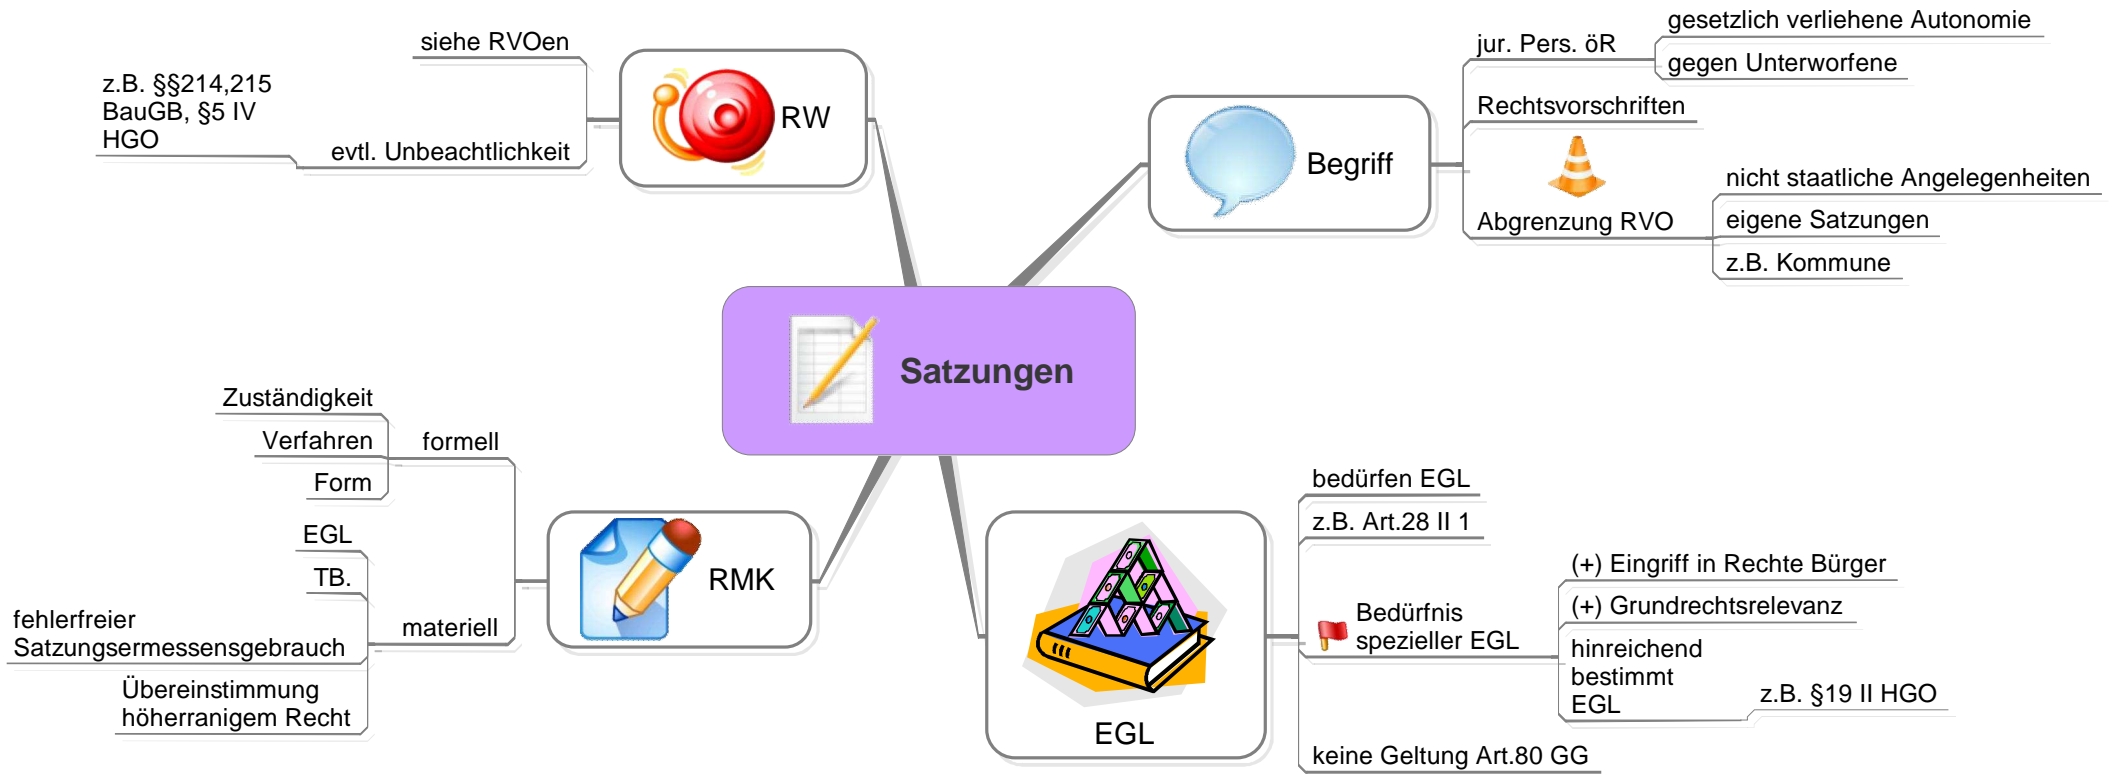 Satzungen
Begriff
jur. Pers. öR
gesetzlich verliehene Autonomie
gegen Unterworfene
Rechtsvorschriften
Abgrenzung RVO
nicht staatliche Angelegenheiten
eigene Satzungen
z.B. Kommune
EGL
bedürfen EGL
z.B. Art.28 II 1
Bedürfnis
spezieller EGL
(+) Eingriff in Rechte Bürger
(+) Grundrechtsrelevanz
hinreichend
bestimmt
EGL
z.B. §19 II HGO
keine Geltung Art.80 GG
RMK
formell
Zuständigkeit
Verfahren
Form
materiell
EGL
TB.
fehlerfreier
Satzungsermessensgebrauch
Übereinstimmung
höherranigem Recht
RW
siehe RVOen
evtl. Unbeachtlichkeit
z.B. §§214,215
BauGB, §5 IV
HGO